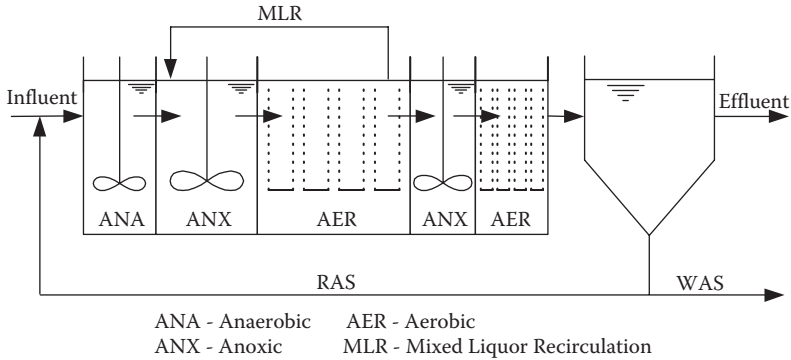 MLR
Influent
Effluent
ANA
ANX
AER
ANX
AER
RAS
WAS
ANA - Anaerobic
AER - Aerobic
ANX - Anoxic
MLR - Mixed Liquor Recirculation